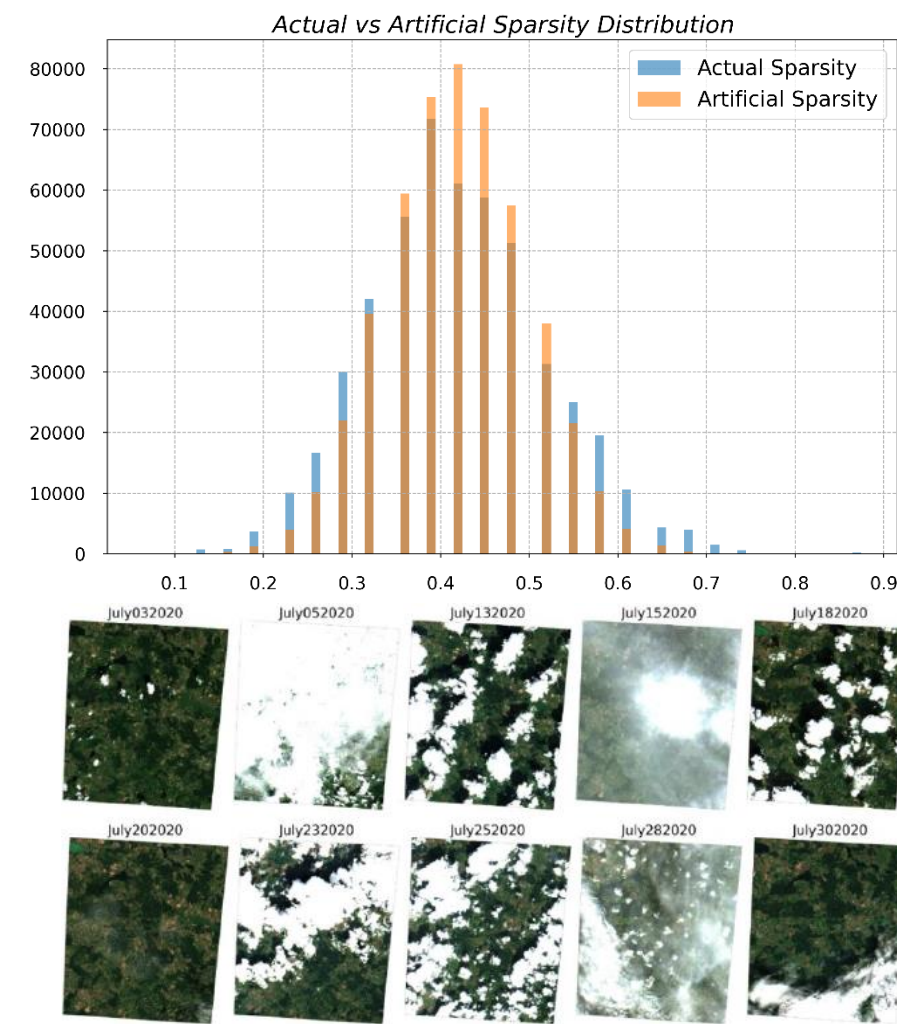 Actual vs Artificial Sparsity Distribution
Actual Sparsity
Artificial Sparsity
80000
70000
60000
50000
40000
30000
20000
10000
0
0.1 0.2 0.3 0.4 0.5 0.6 0.7 0.8 0.9
July032020 July052020 July132020 July152020 July182020
July202020 July232020 July252020 July282020 July302020